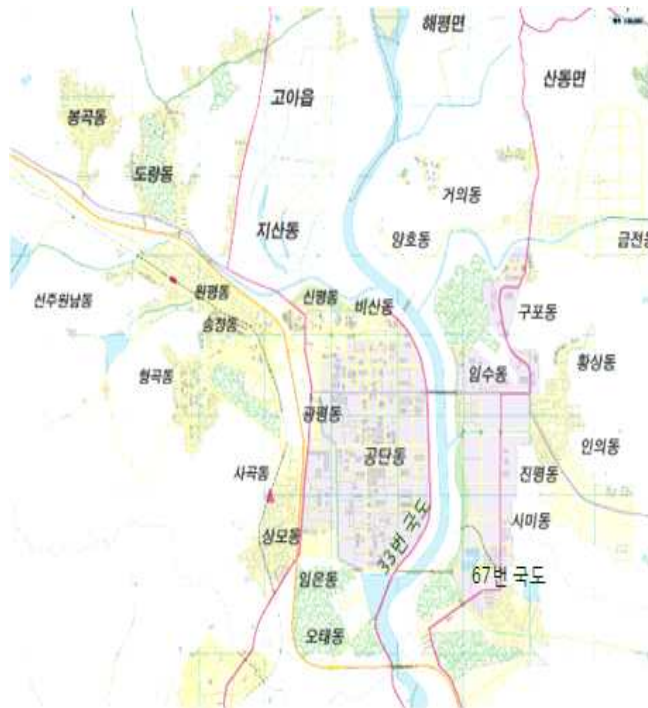 해평면
산동면
고아읍
봉곡동
도량동
거의동
지산동
양호동
금전동
선주원남동
원평동
신평동
비산동
구포동
송정동
황상동
형곡동
임수동
광평동
인의동
공단동
사곡동
진평동
시미동
상모동
33번 국도
임은동
67번 국도
오태동